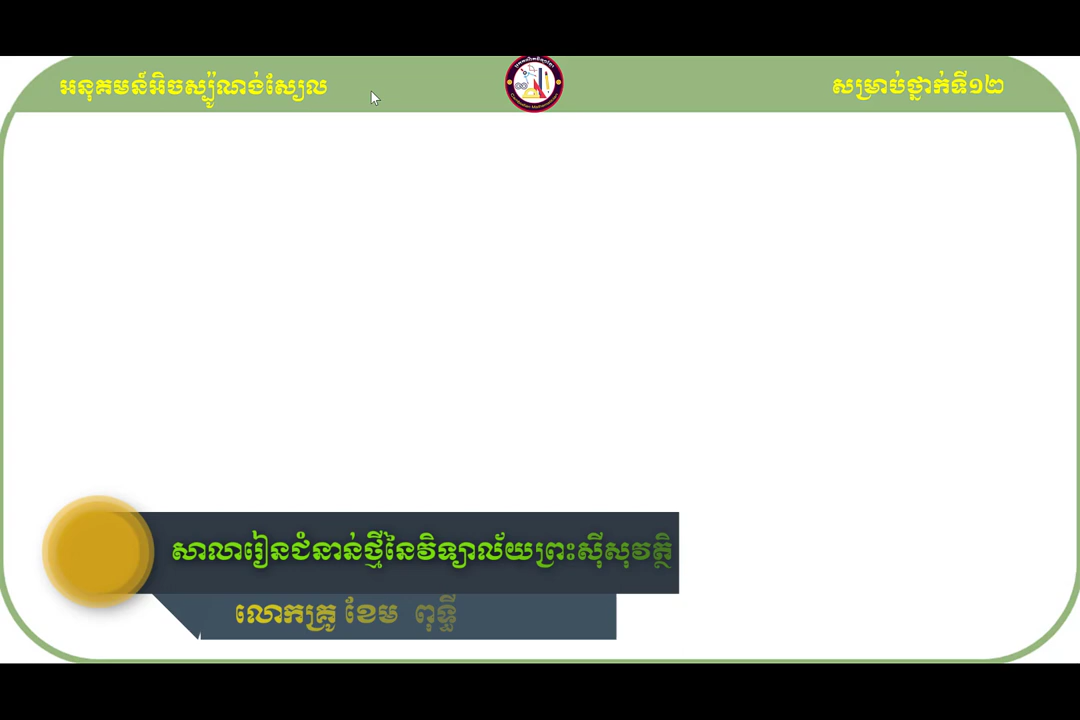 អនុគមន៍អិចស្ប៉ូណង់ស្យែល
សម្រាប់ថ្នាក់ទី១២
សាលារៀនជំនាន់ថ្មីនៃវិទ្យាល័យព្រះស៊ីសុវត្ថិ
លោកគ្រូ ខែម ពុទ្ធី